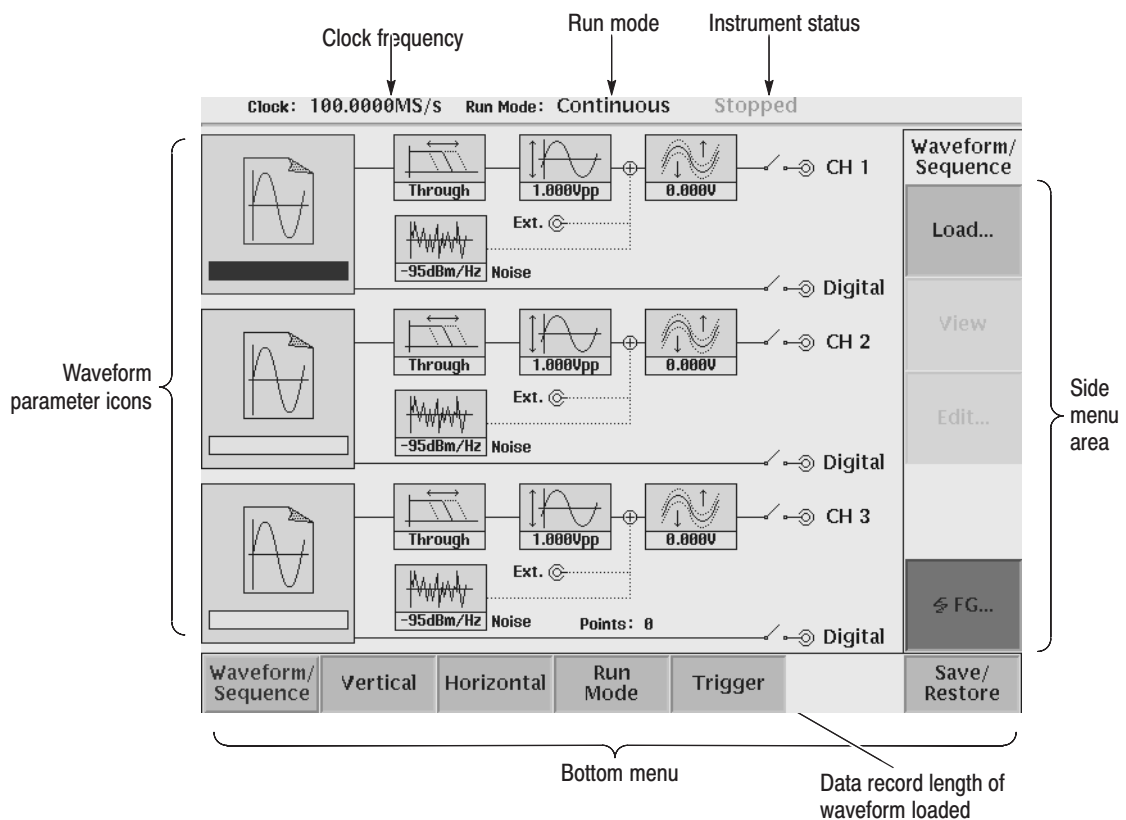 Clock frequency
Run mode
Instrument status
Clock: 100.0000MS/s Run Mode: Continuous Stopped
Waveform/
Sequence
Through
1.000Vpp
0.000V
CH 1
Load...
Ext.
-95dBm/Hz Noise
Digital
View
Through
1.000Vpp
0.000V
CH 2
Waveform
parameter icons
Ext.
Side
menu
area
Edit...
-95dBm/Hz Noise
Digital
Through
1.000Vpp
0.000V
CH 3
Ext.
FG...
-95dBm/Hz Noise
Points: 0
Digital
Waveform/
Sequence
Vertical
Horizontal
Run
Mode
Trigger
Save/
Restore
Bottom menu
Data record length of
waveform loaded